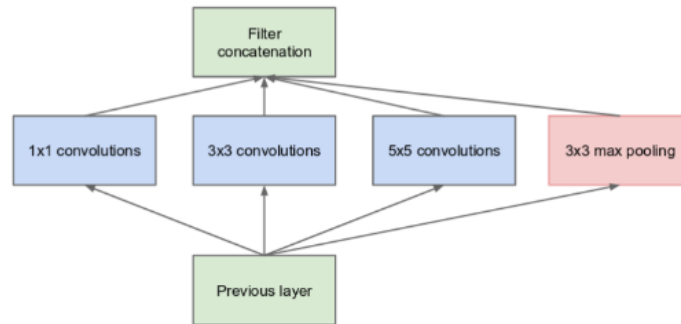 Filter
concatenation
1x1 convolutions
3x3 convolutions
5x5 convolutions
3x3 max pooling
Previous layer